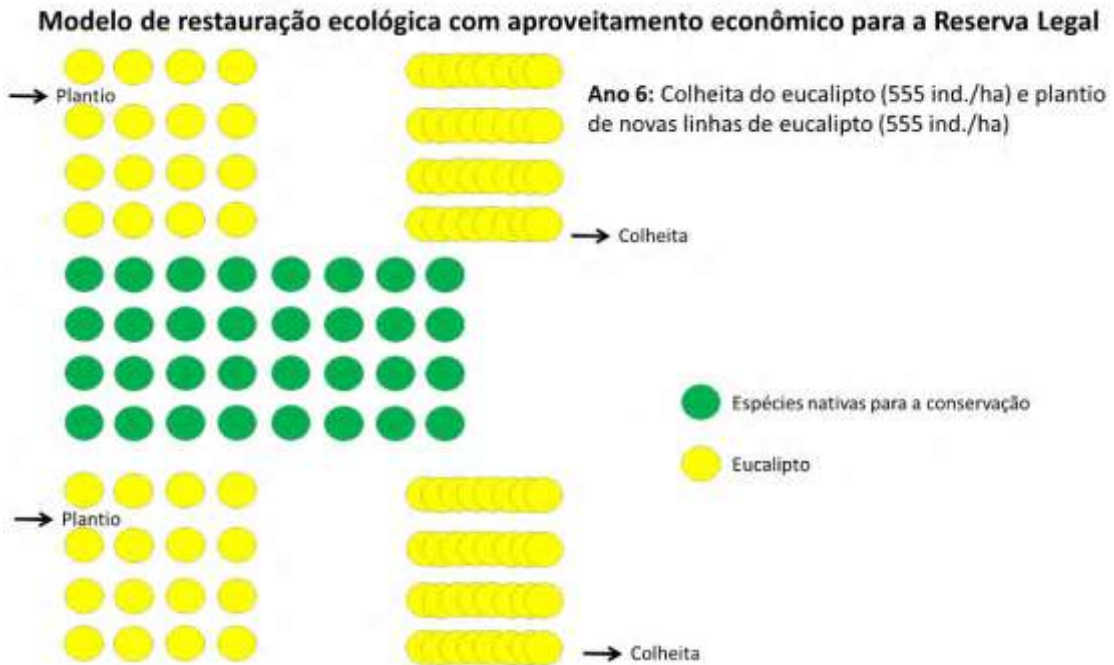 Modelo de restauração ecológica com aproveitamento econômico para a Reserva Legal
Plantio
Ano 6: Colheita do eucalipto (555 ind./ha) e plantio
de novas linhas de eucalipto (555 ind./ha)
Colheita
Espécies nativas para a conservação
Eucalipto
Plantio
Colheita